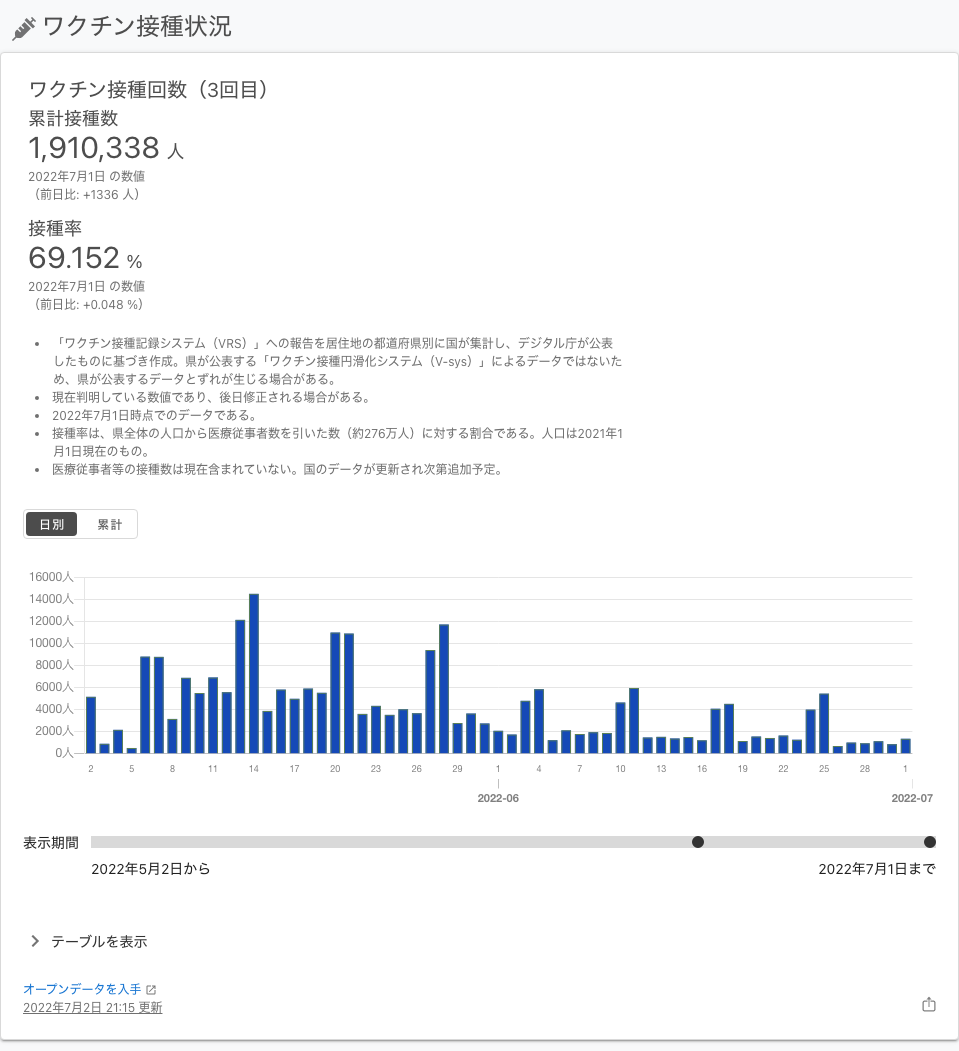 ワクチン接種状況
ワクチン接種回数（3回目）
累計接種数
1,910,338 人
2022年7月1日 の数値
（前日比: +1336 人）
接種率
69.152 %
2022年7月1日 の数値
（前日比: +0.048 %）
• 「ワクチン接種記録システム（VRS）」への報告を居住地の都道府県別に国が集計し、デジタル庁が公表
したものに基づき作成。県が公表する「ワクチン接種円滑化システム（V-sys）」によるデータではないた
め、県が公表するデータとずれが生じる場合がある。
• 現在判明している数値であり、後日修正される場合がある。
• 2022年7月1日時点でのデータである。
• 接種率は、県全体の人口から医療従事者数を引いた数（約276万人）に対する割合である。人口は2021年1
月1日現在のもの。
• 医療従事者等の接種数は現在含まれていない。国のデータが更新され次第追加予定。
日別 累計
16000人
14000人
12000人
10000人
8000人
6000人
4000人
2000人
0人
2 5 8 11 14 17 20 23 26 29 1 4 7 10 13 16 19 22 25 28 1
2022-06 2022-07
表示期間
2022年5月2日から 2022年7月1日まで
テーブルを表示
オープンデータを入手
2022年7月2日 21:15 更新